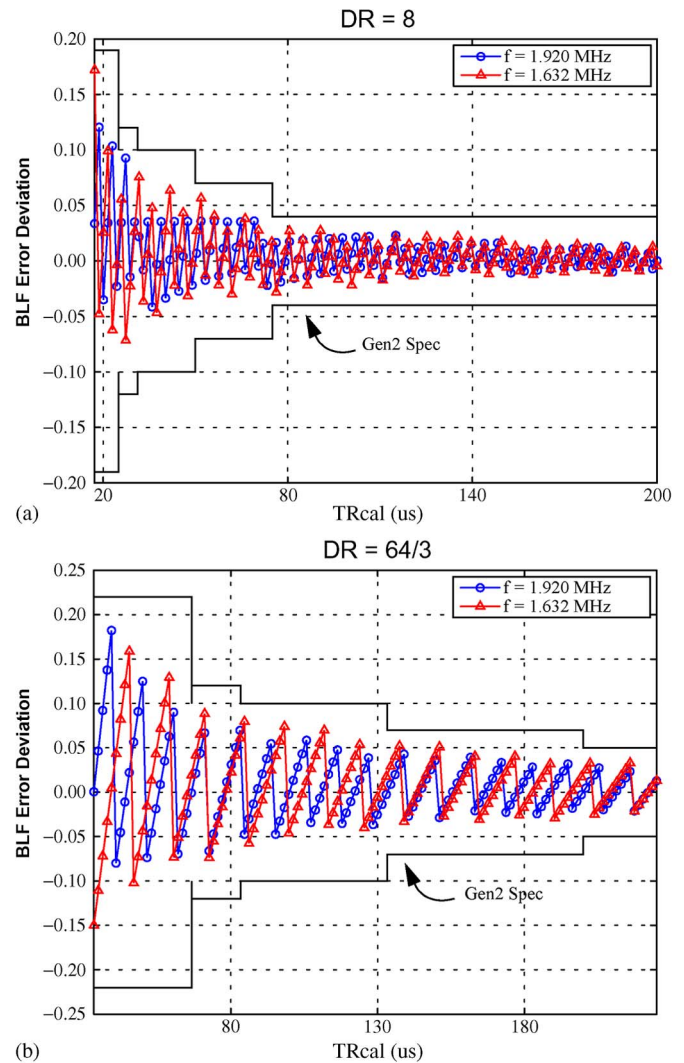 DR = 8
0.20
0.15
0.10
0.05
0.00
−0.05
−0.10
−0.15
−0.20
BLF Error Deviation
f = 1.920 MHz
f = 1.632 MHz
Gen2 Spec
20
80
140
200
(a)
TRcal (us)
DR = 64/3
0.25
0.20
0.15
0.10
0.05
0.00
−0.05
−0.10
−0.15
−0.20
−0.25
BLF Error Deviation
f = 1.920 MHz
f = 1.632 MHz
Gen2 Spec
80
130
180
(b)
TRcal (us)